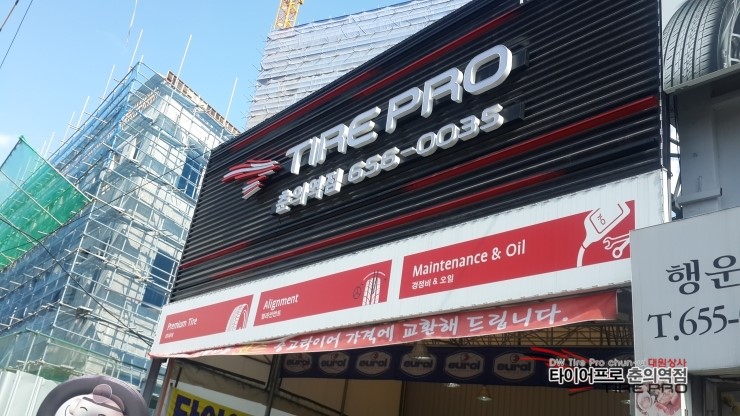 TIRE PRO
춘의역점 656-0035
Premium Tire
Alignment
얼라인먼트
Maintenance & Oil
경정비 & 오일
중고타이어 가격에 교환해 드립니다.
eurol eurol eurol eurol
행운
T.655-
DW Tire Pro chun 대원상사
타이어프로 춘의역점
TIRE PRO